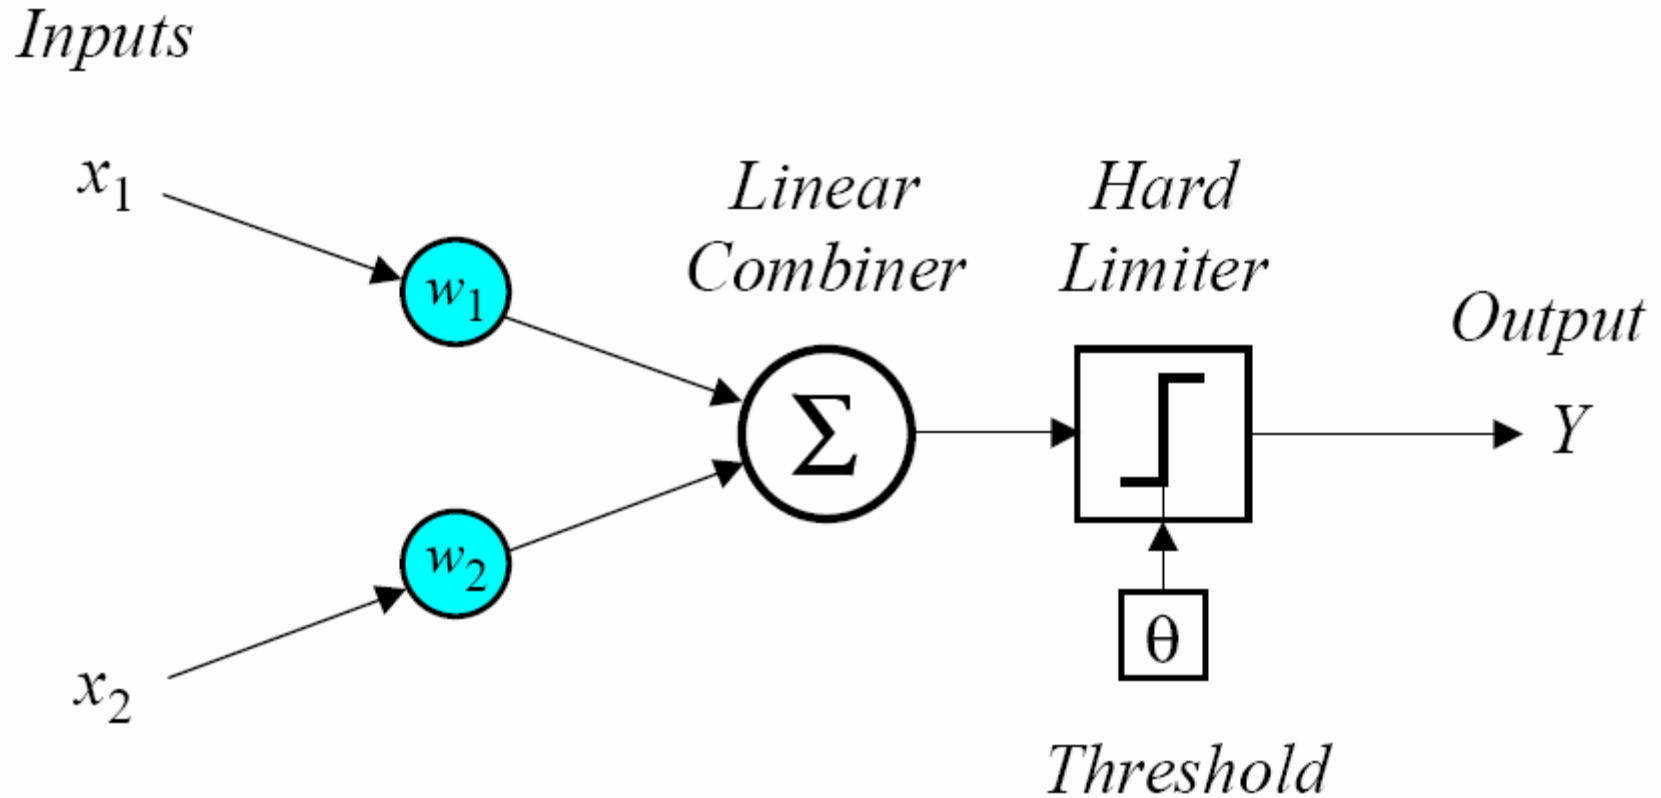 Inputs
x1
Linear
Combiner
Hard
Limiter
Output
w1
Σ
Y
w2
θ
x2
Threshold